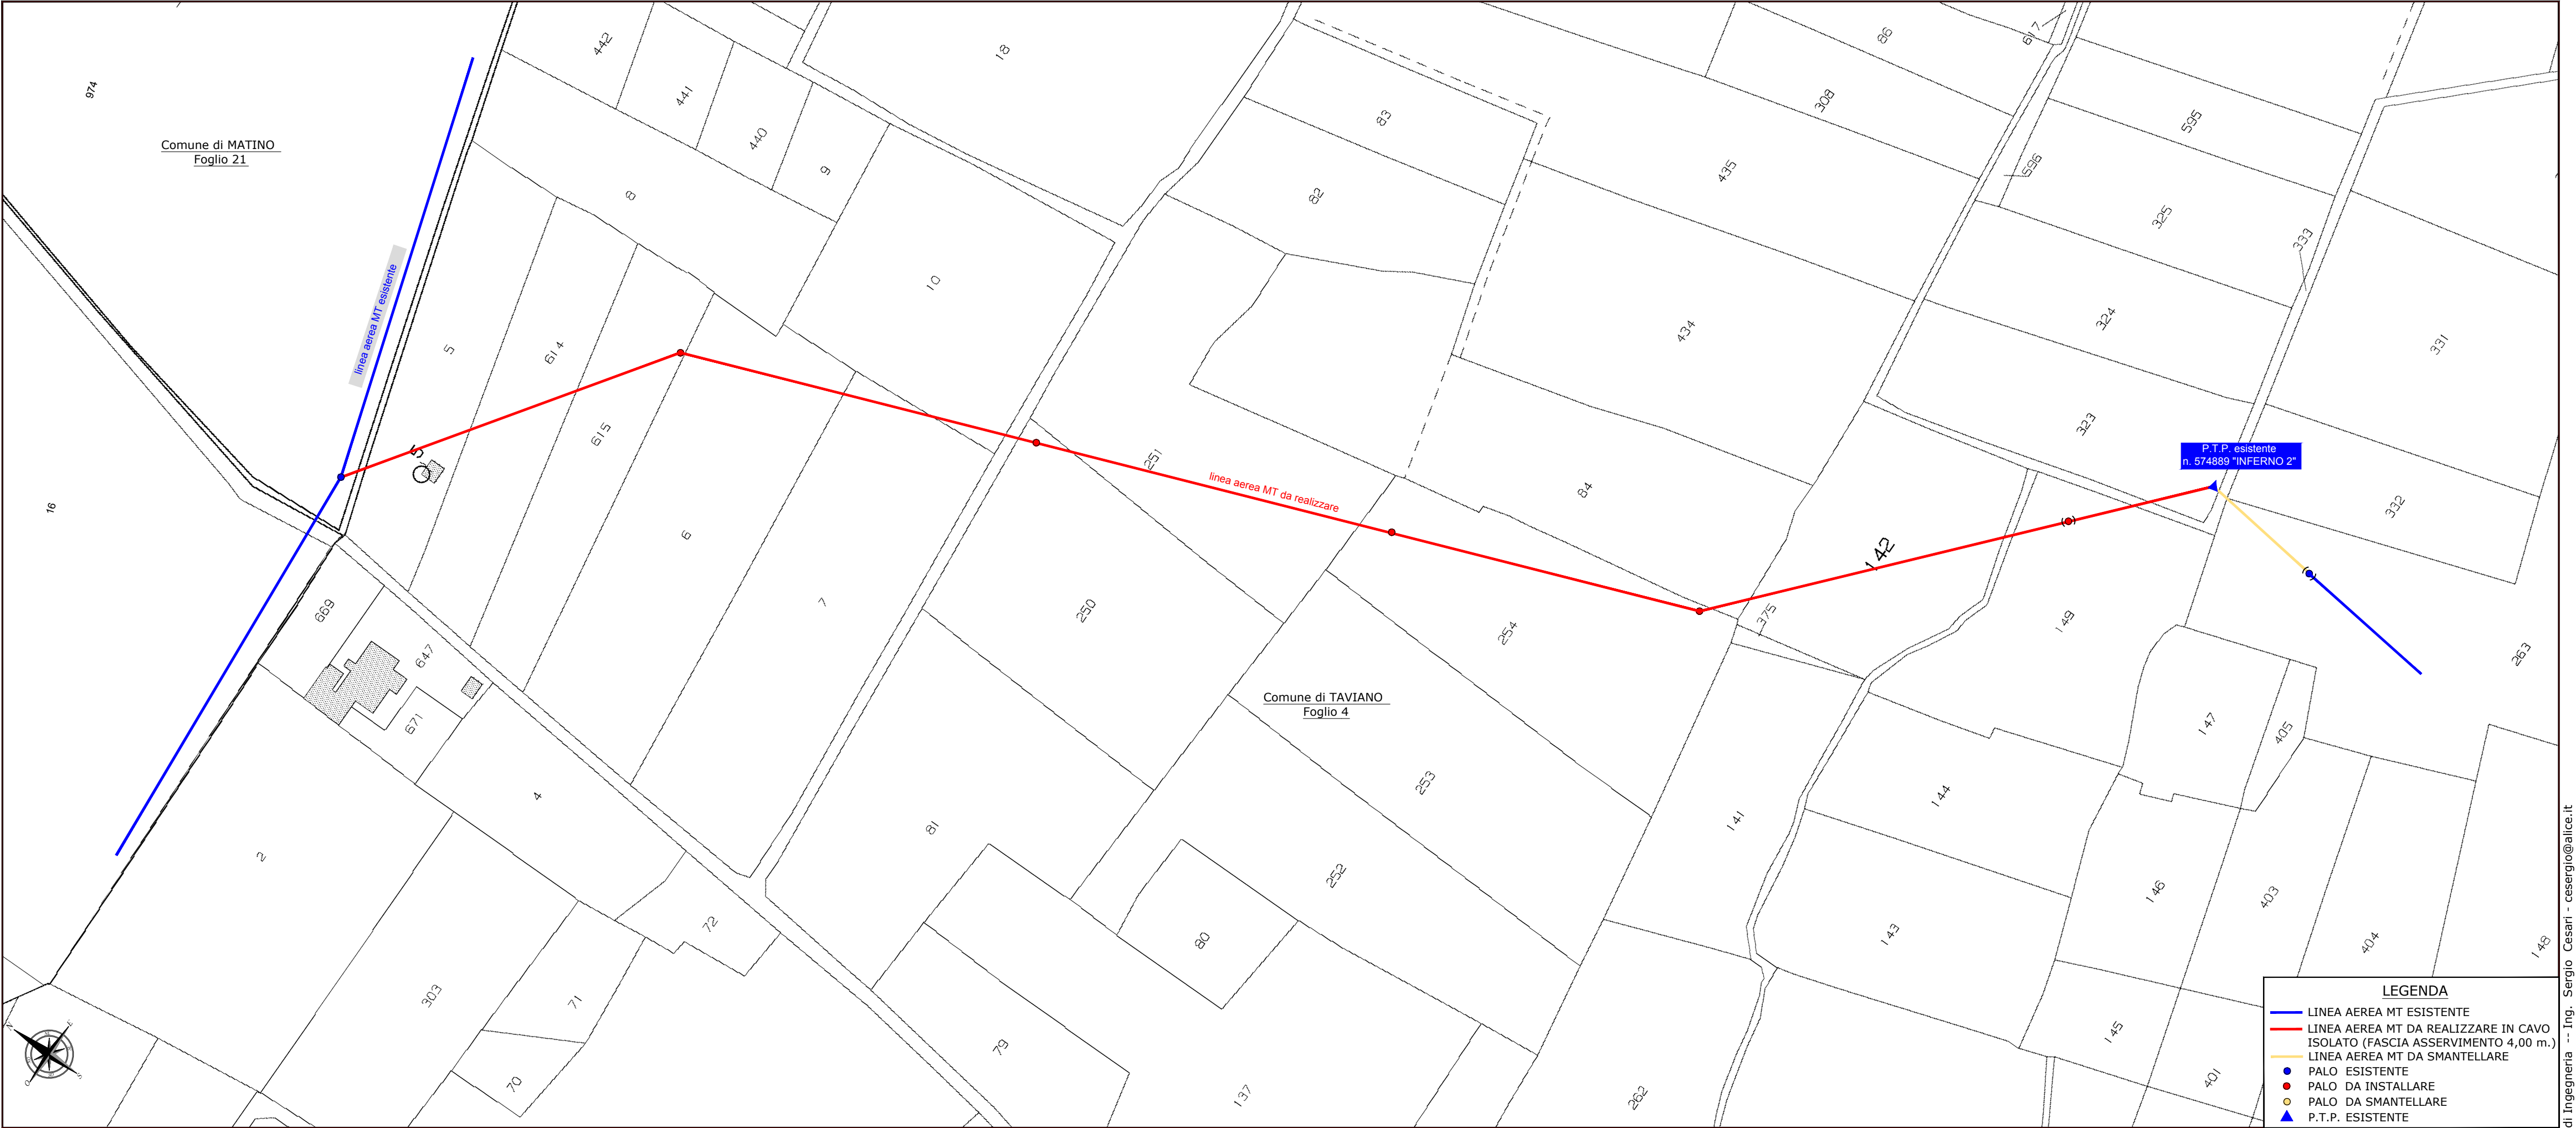 974
Comune di MATINO
Foglio 21
16
linea aerea MT esistente
442
441
440
9
8
18
10
5
614
615
5
6
7
83
82
251
250
linea aerea MT da realizzare
86
617
308
435
434
84
596
595
325
333
324
331
323
P.T.P. esistente
n. 574889 "INFERNO 2"
332
142
375
149
254
263
669
647
671
Comune di TAVIANO
Foglio 4
253
252
147
405
141
144
2
4
81
80
72
303
71
70
79
137
262
143
146
403
404
148
145
401
N
E
S
O
LEGENDA
LINEA AEREA MT ESISTENTE
LINEA AEREA MT DA REALIZZARE IN CAVO
ISOLATO (FASCIA ASSERVIMENTO 4,00 m.)
LINEA AEREA MT DA SMANTELLARE
PALO ESISTENTE
PALO DA INSTALLARE
PALO DA SMANTELLARE
P.T.P. ESISTENTE
di Ingegneria -- Ing. Sergio Cesari - cesergio@alice.it